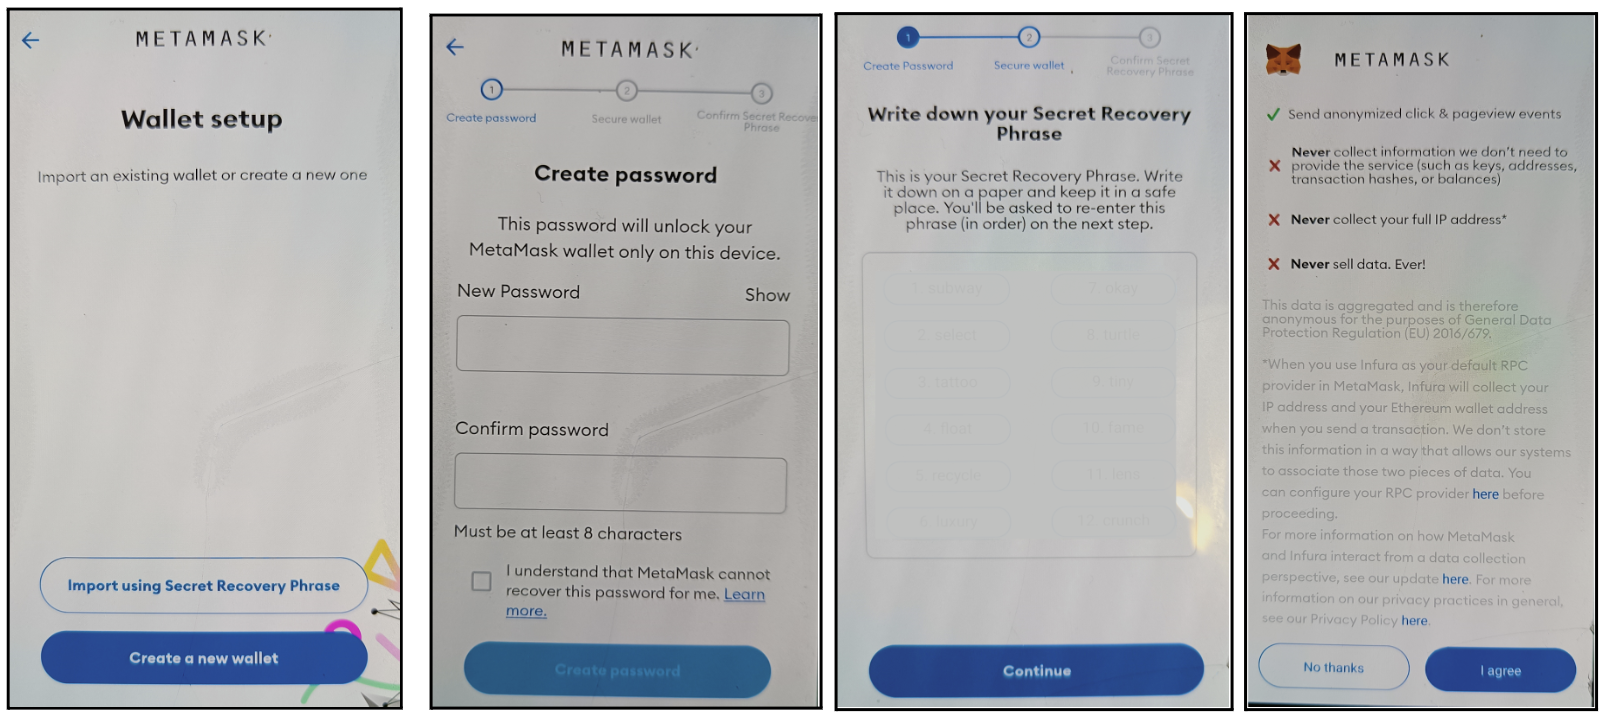 METAMASK
Wallet setup
Import an existing wallet or create a new one
Import using Secret Recovery Phrase
Create a new wallet
METAMASK
1
2
3
Create password
Secure wallet
Confirm Secret Recove
Phrase
Create password
This password will unlock your
MetaMask wallet only on this device.
New Password
Show
Confirm password
Must be at least 8 characters
I understand that MetaMask cannot
recover this password for me. Learn
more.
Create password
1
2
3
Create Password
Secure wallet
Confirm Secret
Recovery Phrase
Write down your Secret Recovery
Phrase
This is your Secret Recovery Phrase. Write
it down on a paper and keep it in a safe
place. You'll be asked to re-enter this
phrase (in order) on the next step.
1. subway
7. okay
2. select
8. turtle
3. tattoo
9.
4. float
10.
5. recycle
11. lens
6. luxury
12. crunch
Continue
METAMASK
Send anonymized click & pageview events
Never collect information we don't need to
provide the service (such as keys, addresses,
transaction hashes, or balances)
Never collect your full IP address*
Never sell data. Ever!
This data is aggregated and is therefore
anonymous for the purposes of General Data
Protection Regulation (EU) 2016/679.
*When you use Infura as your default RPC
provider in MetaMask, Infura will collect your
IP address and your Ethereum wallet address
when you send a transaction. We don't store
this information in a way that allows our systems
to associate those two pieces of data. You
can configure your RPC provider here before
proceeding.
For more information on how MetaMask
and Infura interact from a data collection
perspective, see our update here. For more
information on our privacy practices in general,
see our Privacy Policy here.
No thanks
I agree